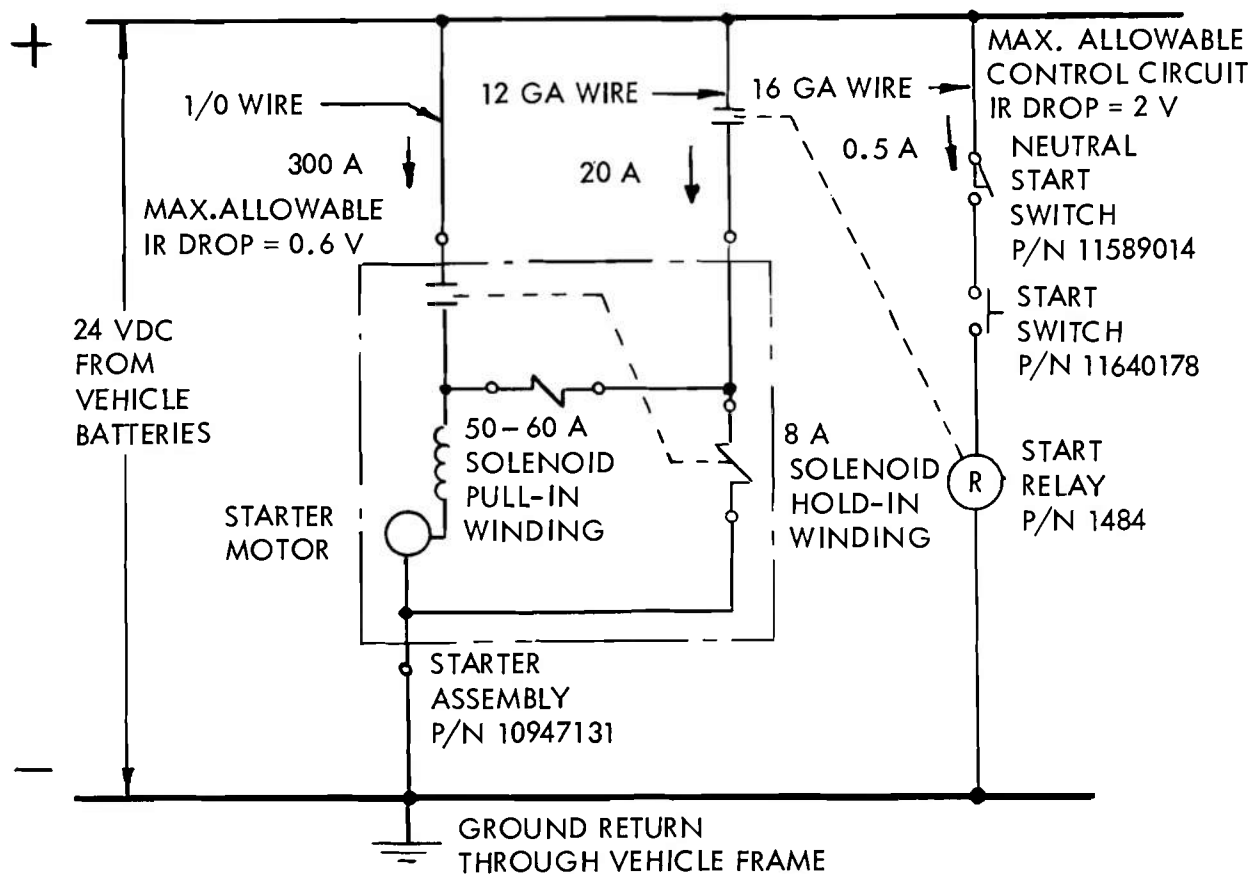 +
MAX. ALLOWABLE
CONTROL CIRCUIT
IR DROP = 2 V
1/0 WIRE
12 GA WIRE
16 GA WIRE
300 A
20 A
0.5 A
MAX. ALLOWABLE
IR DROP = 0.6 V
NEUTRAL
START
SWITCH
P/N 11589014
24 VDC
FROM
VEHICLE
BATTERIES
START
SWITCH
P/N 11640178
50-60 A
SOLENOID
PULL-IN
WINDING
8 A
SOLENOID
HOLD-IN
WINDING
R
START
RELAY
P/N 1484
STARTER
MOTOR
STARTER
ASSEMBLY
P/N 10947131
—
GROUND RETURN
THROUGH VEHICLE FRAME